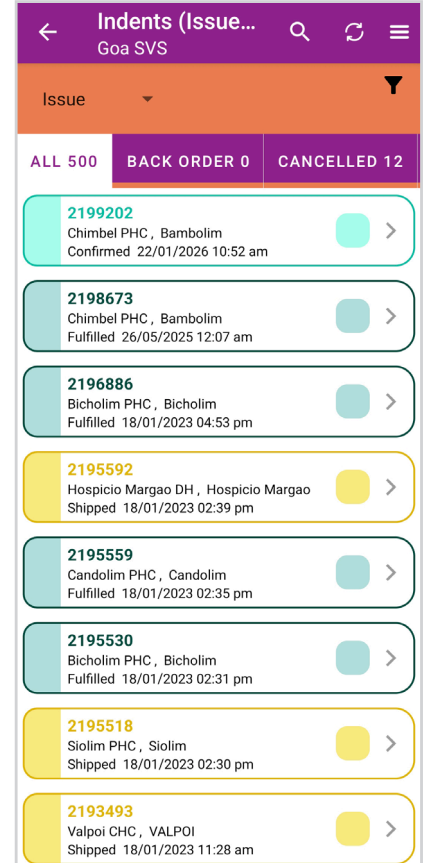 Indents (Issue...
Goa SVS
Issue
ALL 500 BACK ORDER 0 CANCELLED 12
2199202
Chimbel PHC , Bambolim
Confirmed 22/01/2026 10:52 am
2198673
Chimbel PHC , Bambolim
Fulfilled 26/05/2025 12:07 am
2196886
Bicholim PHC , Bicholim
Fulfilled 18/01/2023 04:53 pm
2195592
Hospicio Margao DH , Hospicio Margao
Shipped 18/01/2023 02:39 pm
2195559
Candolim PHC , Candolim
Fulfilled 18/01/2023 02:35 pm
2195530
Bicholim PHC , Bicholim
Fulfilled 18/01/2023 02:31 pm
2195518
Siolim PHC , Siolim
Shipped 18/01/2023 02:30 pm
2193493
Valpoi CHC , VALPOI
Shipped 18/01/2023 11:28 am